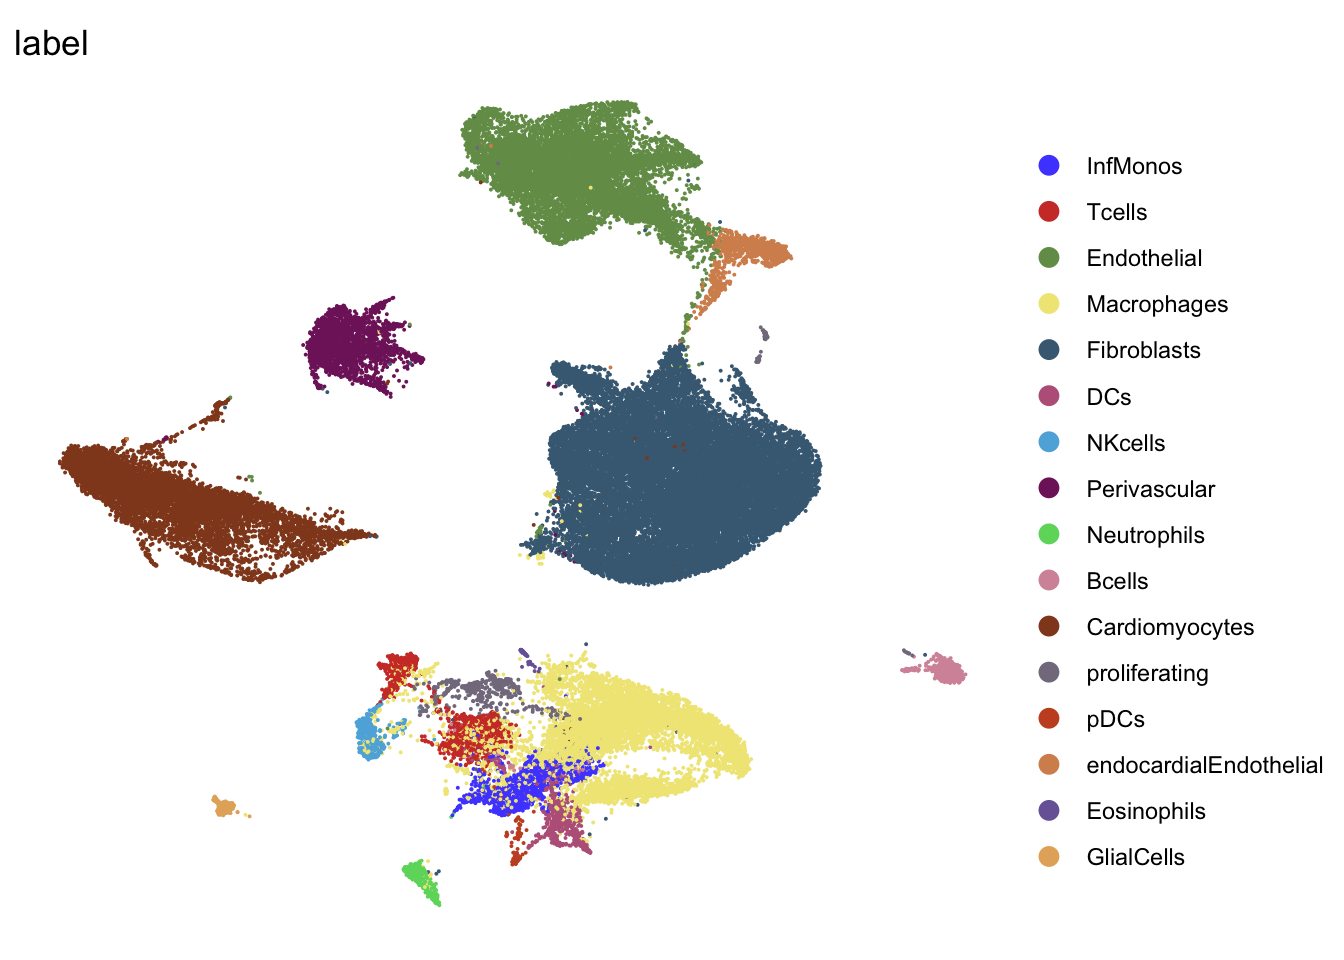 label
InfMonos
Tcells
Endothelial
Macrophages
Fibroblasts
DCs
NKcells
Perivascular
Neutrophils
Bcells
Cardiomyocytes
proliferating
pDCs
endocardialEndothelial
Eosinophils
GlialCells